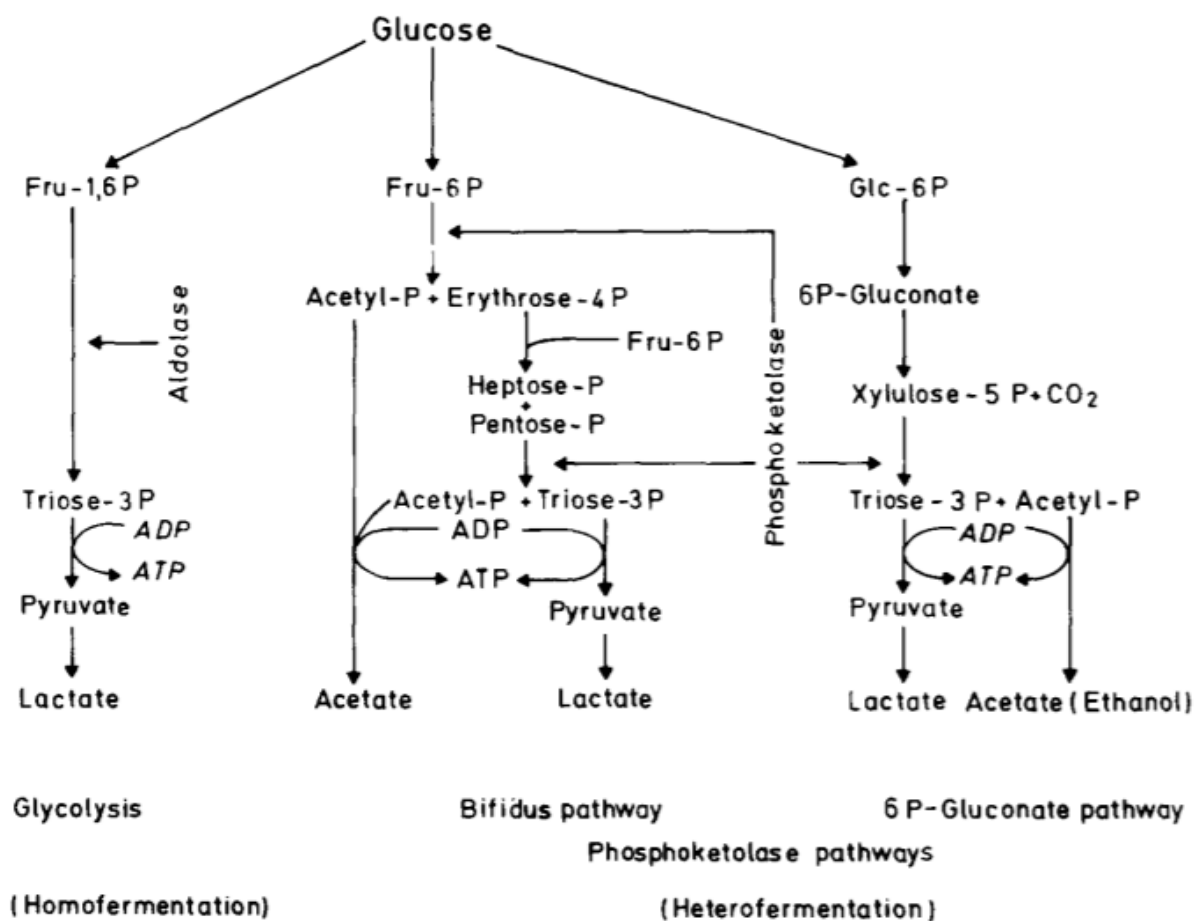 Glucose
Fru-1,6P
Fru-6P
Glc-6P
Aldolase
Phosphoketolase
Acetyl-P + Erythrose-4P
6P-Gluconate
Fru-6P
Heptose-P
+
Pentose-P
Xylulose-5 P+CO₂
Triose-3P
Acetyl-P + Triose-3P
Triose-3P+Acetyl-P
ADP
ADP
ADP
ATP
ATP
ATP
Pyruvate
Pyruvate
Pyruvate
Lactate
Acetate
Lactate
Lactate
Acetate(Ethanol)
Glycolysis
Bifidus pathway
6P-Gluconate pathway
Phosphoketolase pathways
(Homofermentation)
(Heterofermentation)